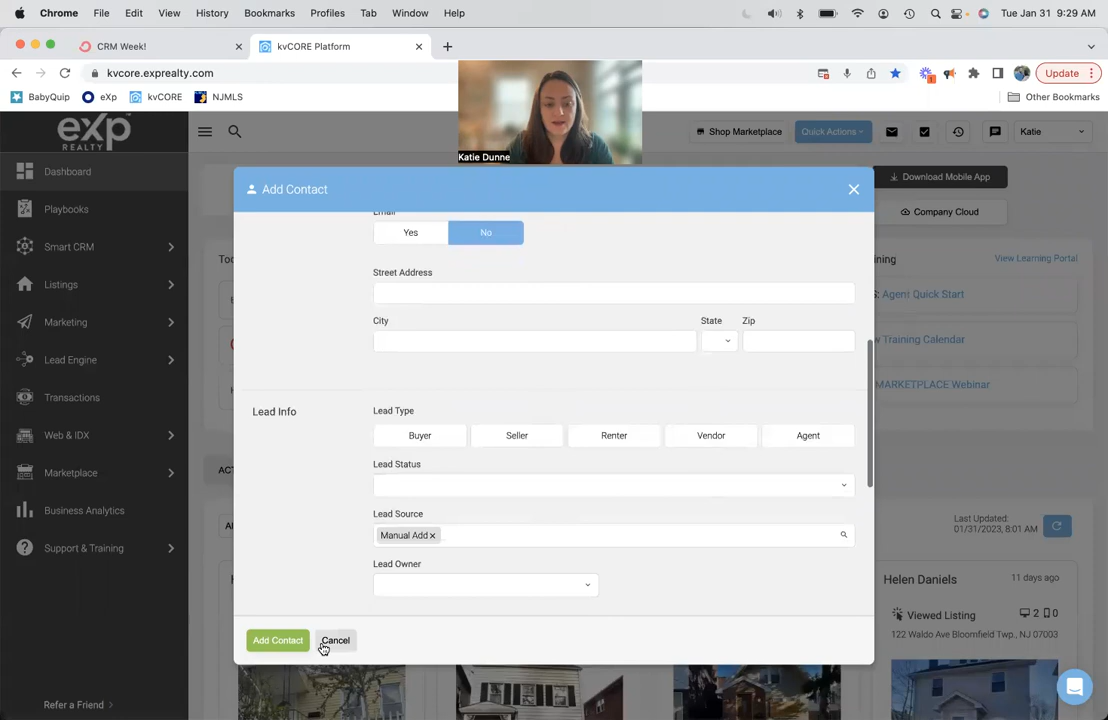 Chrome File Edit View History Bookmarks Profiles Tab Window Help Tue Jan 31 9:29 AM
CRM Week! kvCORE Platform
kvcore.exprealty.com 1 Update
BabyQuip eXp kvCORE NJMLS Other Bookmarks
eXp REALTY
Shop Marketplace Quick Actions Katie
Katie Dunne
Dashboard
Playbooks
Smart CRM
Listings
Marketing
Lead Engine
Transactions
Web & IDX
Marketplace
Business Analytics
Support & Training
Refer a Friend
Download Mobile App
Company Cloud
View Learning Portal
Agent Quick Start
Training Calendar
MARKETPLACE Webinar
Last Updated:
01/31/2023, 8:01 AM
Helen Daniels 11 days ago
Viewed Listing 2 0
122 Waldo Ave Bloomfield Twp., NJ 07003
Add Contact
Email
Yes No
Street Address
City State Zip
Lead Info
Lead Type
Buyer Seller Renter Vendor Agent
Lead Status
Lead Source
Manual Add
Lead Owner
Add Contact Cancel